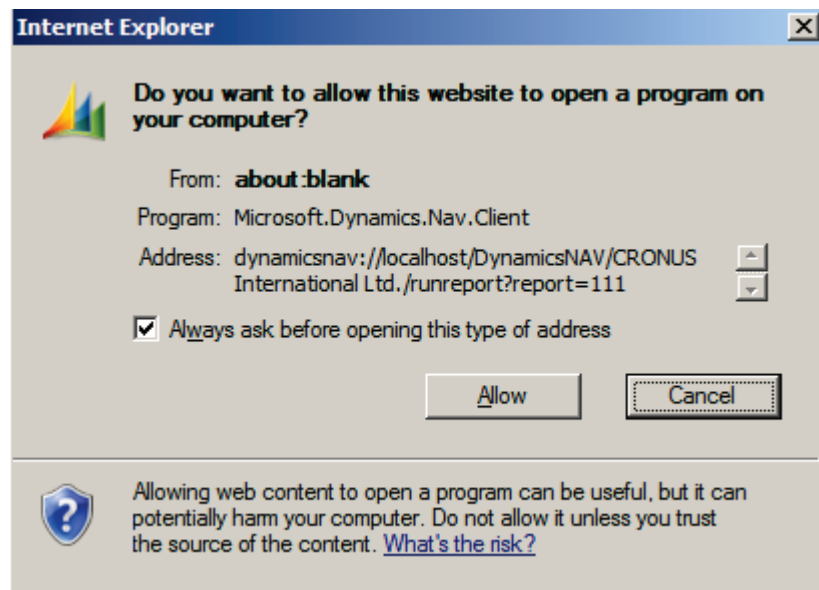 Internet Explorer
Do you want to allow this website to open a program on
your computer?
From: about:blank
Program: Microsoft.Dynamics.Nav.Client
Address: dynamicsnav://localhost/DynamicsNAV/CRONUS
International Ltd./runreport?report=111
Always ask before opening this type of address
Allow Cancel
Allowing web content to open a program can be useful, but it can
potentially harm your computer. Do not allow it unless you trust
the source of the content. What's the risk?